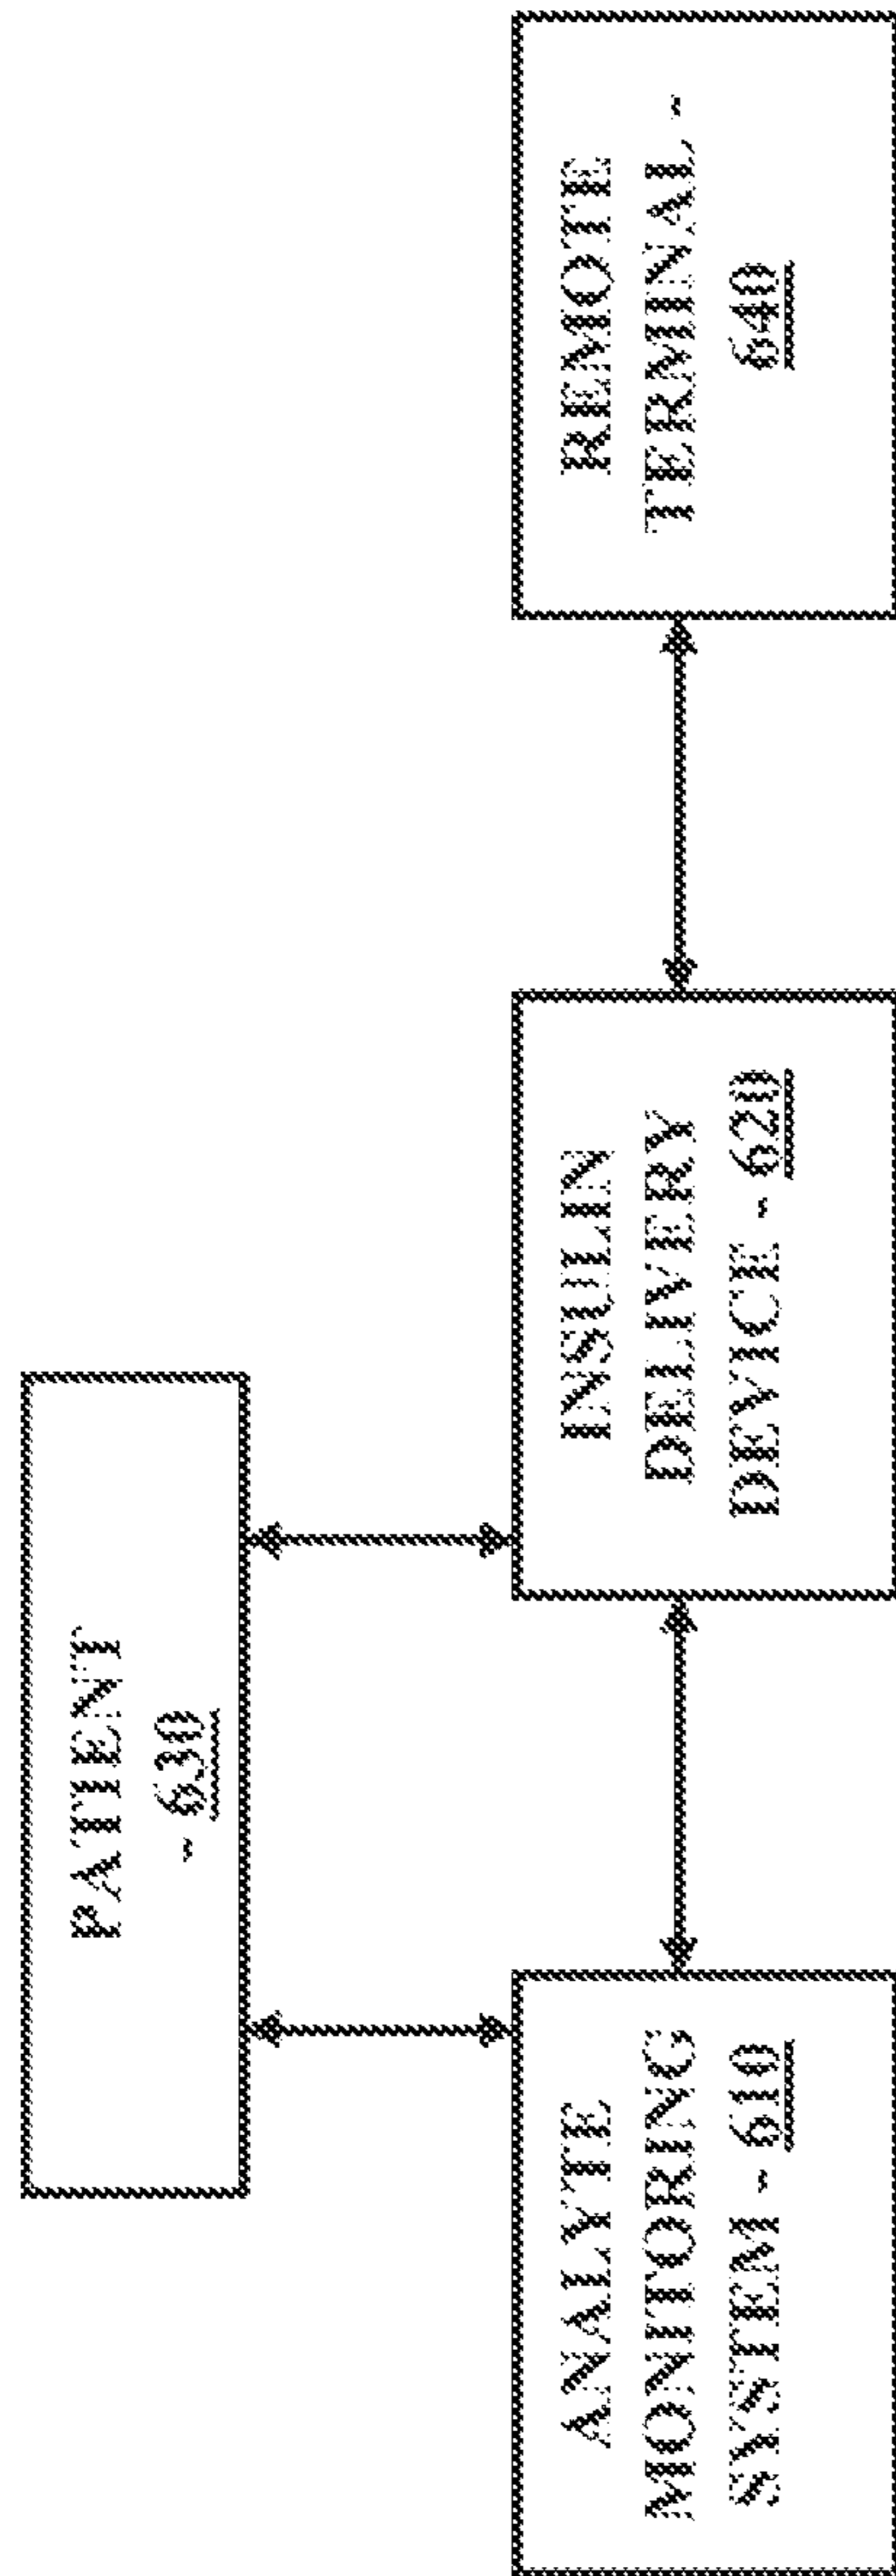 PATIENT
- 630
ANALYTE
MONITORING
SYSTEM - 610
INSULIN
DELIVERY
DEVICE - 620
REMOTE
TERMINAL -
640